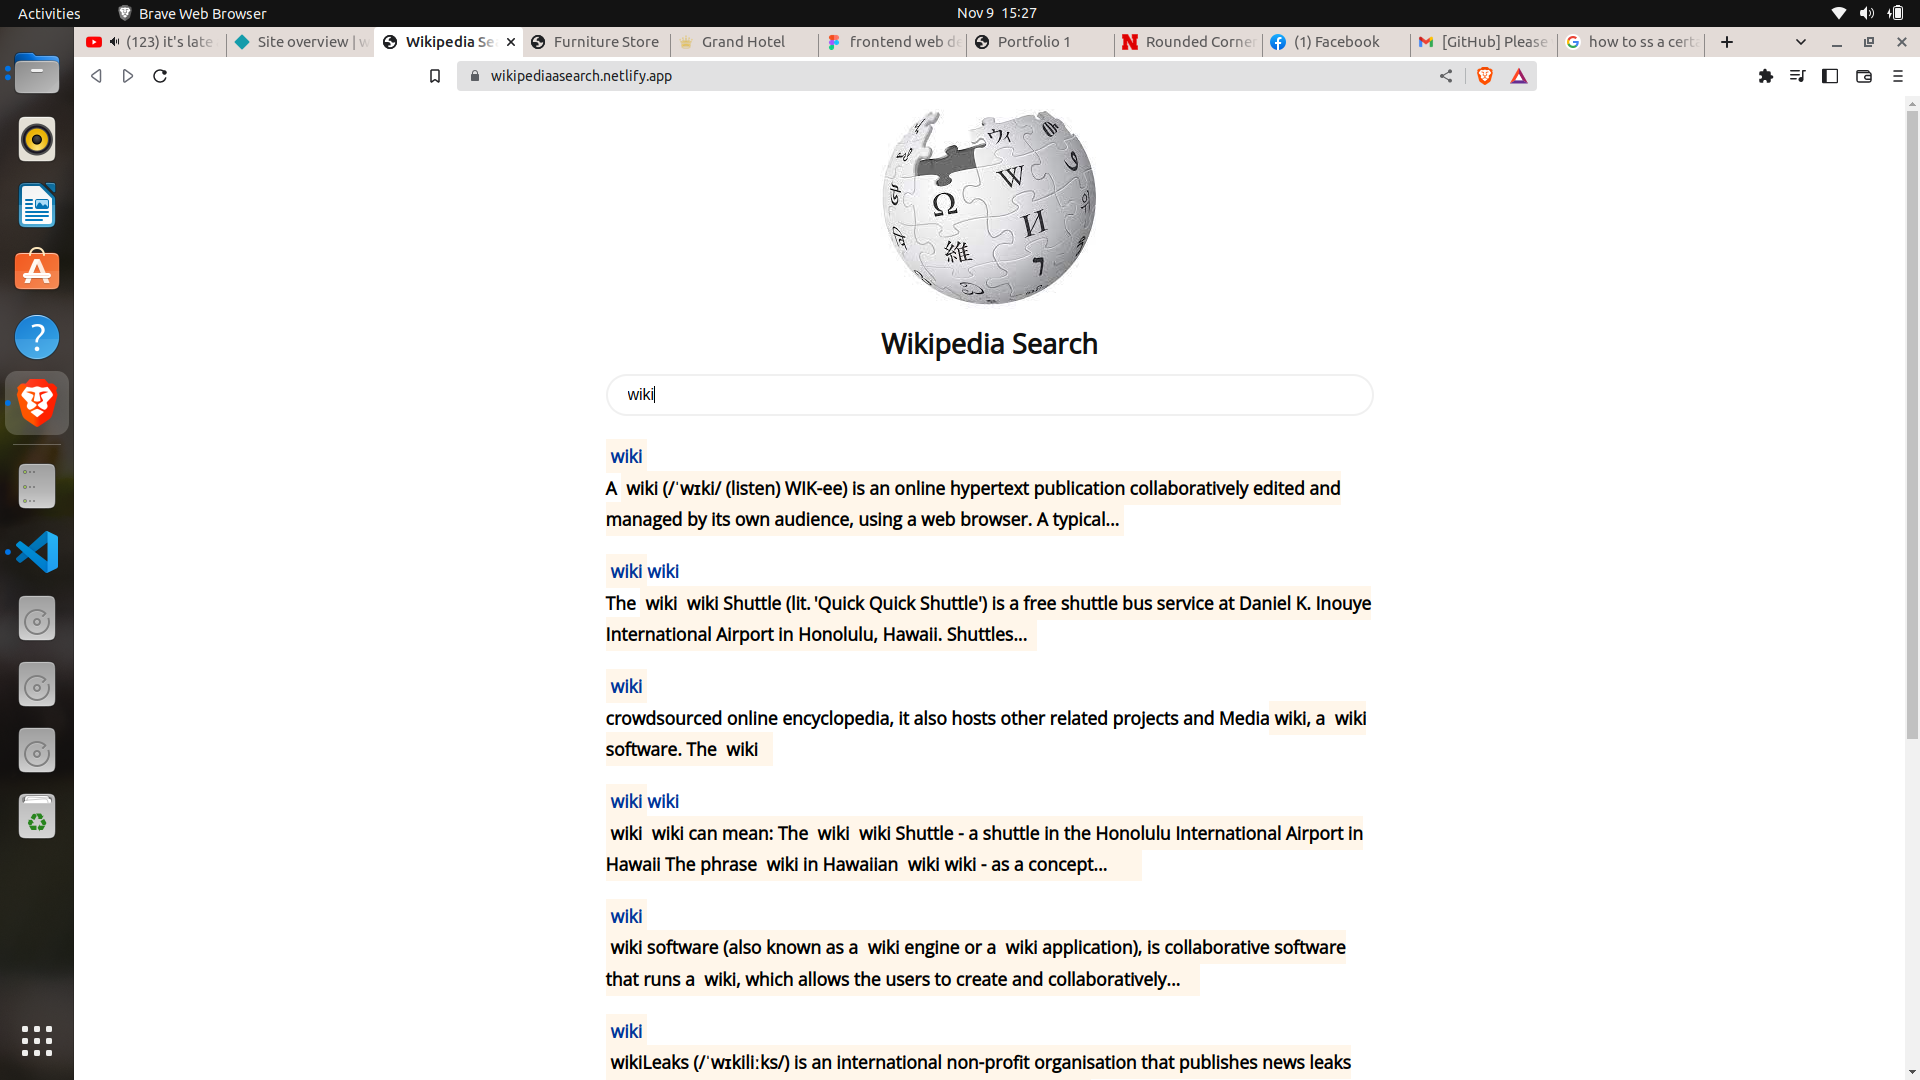 Activities Brave Web Browser Nov 9 15:27
(123) it's late Site overview | w Wikipedia Se Furniture Store Grand Hotel frontend web de Portfolio 1 Rounded Corner (1) Facebook [GitHub] Please how to ss a certa
wikipediaasearch.netlify.app
Ω W И 維 ウィ
Wikipedia Search
wiki
wiki
A wiki (/ˈwɪki/ (listen) WIK-ee) is an online hypertext publication collaboratively edited and
managed by its own audience, using a web browser. A typical...
wiki wiki
The wiki wiki Shuttle (lit. 'Quick Quick Shuttle') is a free shuttle bus service at Daniel K. Inouye
International Airport in Honolulu, Hawaii. Shuttles...
wiki
crowdsourced online encyclopedia, it also hosts other related projects and Media wiki, a wiki
software. The wiki
wiki wiki
wiki wiki can mean: The wiki wiki Shuttle - a shuttle in the Honolulu International Airport in
Hawaii The phrase wiki in Hawaiian wiki wiki - as a concept...
wiki
wiki software (also known as a wiki engine or a wiki application), is collaborative software
that runs a wiki, which allows the users to create and collaboratively...
wiki
wikiLeaks (/ˈwɪkiliːks/) is an international non-profit organisation that publishes news leaks